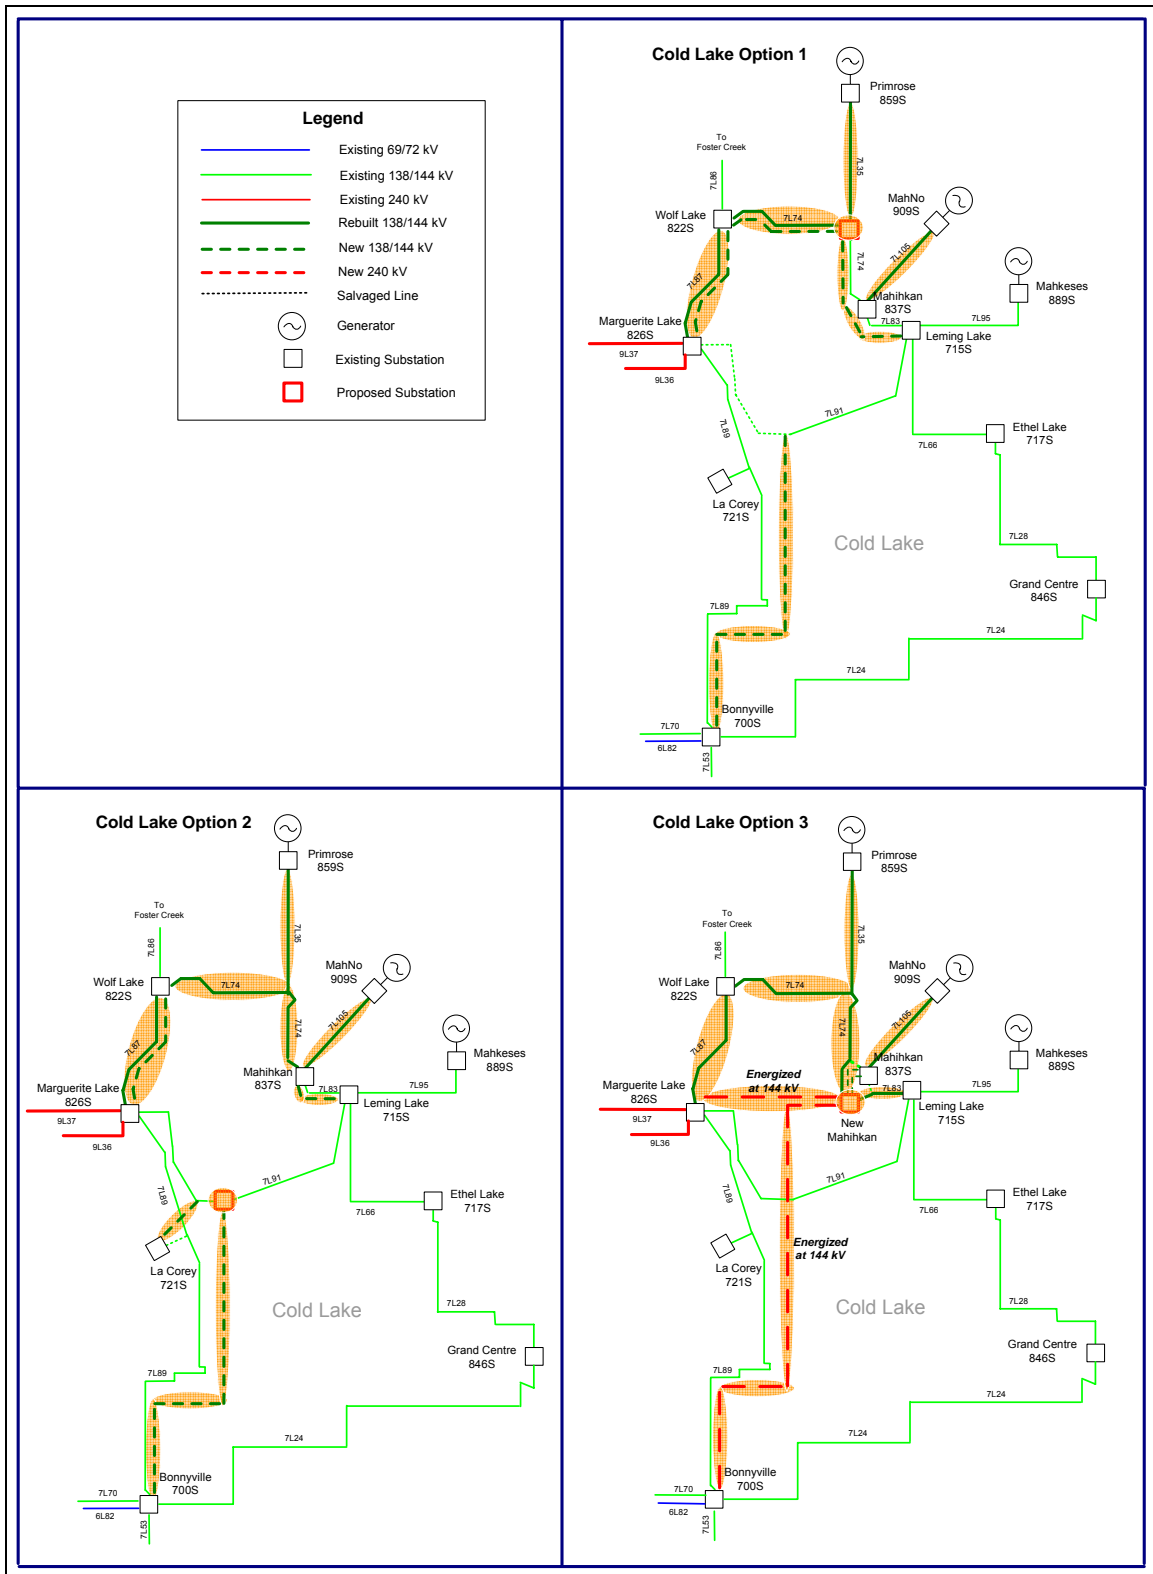 Legend
Existing 69/72 kV
Existing 138/144 kV
Existing 240 kV
Rebuilt 138/144 kV
New 138/144 kV
New 240 kV
Salvaged Line
Generator
Existing Substation
Proposed Substation
Cold Lake Option 1
Primrose
859S
To
Foster Creek
7L86
7L35
MahNo
909S
Wolf Lake
822S
7L74
7L74
7L105
Mahkeses
889S
7L87
Mahihkan
837S
7L83
7L95
Marguerite Lake
826S
Leming Lake
715S
9L37
9L36
7L91
7L89
Ethel Lake
717S
7L66
La Corey
721S
Cold Lake
7L28
Grand Centre
846S
7L89
7L24
7L24
Bonnyville
700S
7L70
6L82
7L53
Cold Lake Option 2
Primrose
859S
To
Foster Creek
7L86
7L35
MahNo
909S
Wolf Lake
822S
7L74
7L105
7L74
Mahkeses
889S
7L87
Mahihkan
837S
7L83
7L95
Marguerite Lake
826S
Leming Lake
715S
9L37
9L36
7L91
7L89
Ethel Lake
717S
7L66
La Corey
721S
Cold Lake
7L28
Grand Centre
846S
7L89
7L24
7L24
Bonnyville
700S
7L70
6L82
7L53
Cold Lake Option 3
Primrose
859S
To
Foster Creek
7L86
7L35
MahNo
909S
Wolf Lake
822S
7L74
7L105
7L74
Mahkeses
889S
7L87
Mahihkan
837S
Energized
at 144 kV
7L83
7L95
Marguerite Lake
826S
Leming Lake
715S
New
Mahihkan
9L37
9L36
7L91
7L89
Ethel Lake
717S
7L66
Energized
at 144 kV
La Corey
721S
Cold Lake
7L28
Grand Centre
846S
7L89
7L24
7L24
Bonnyville
700S
7L70
6L82
7L53